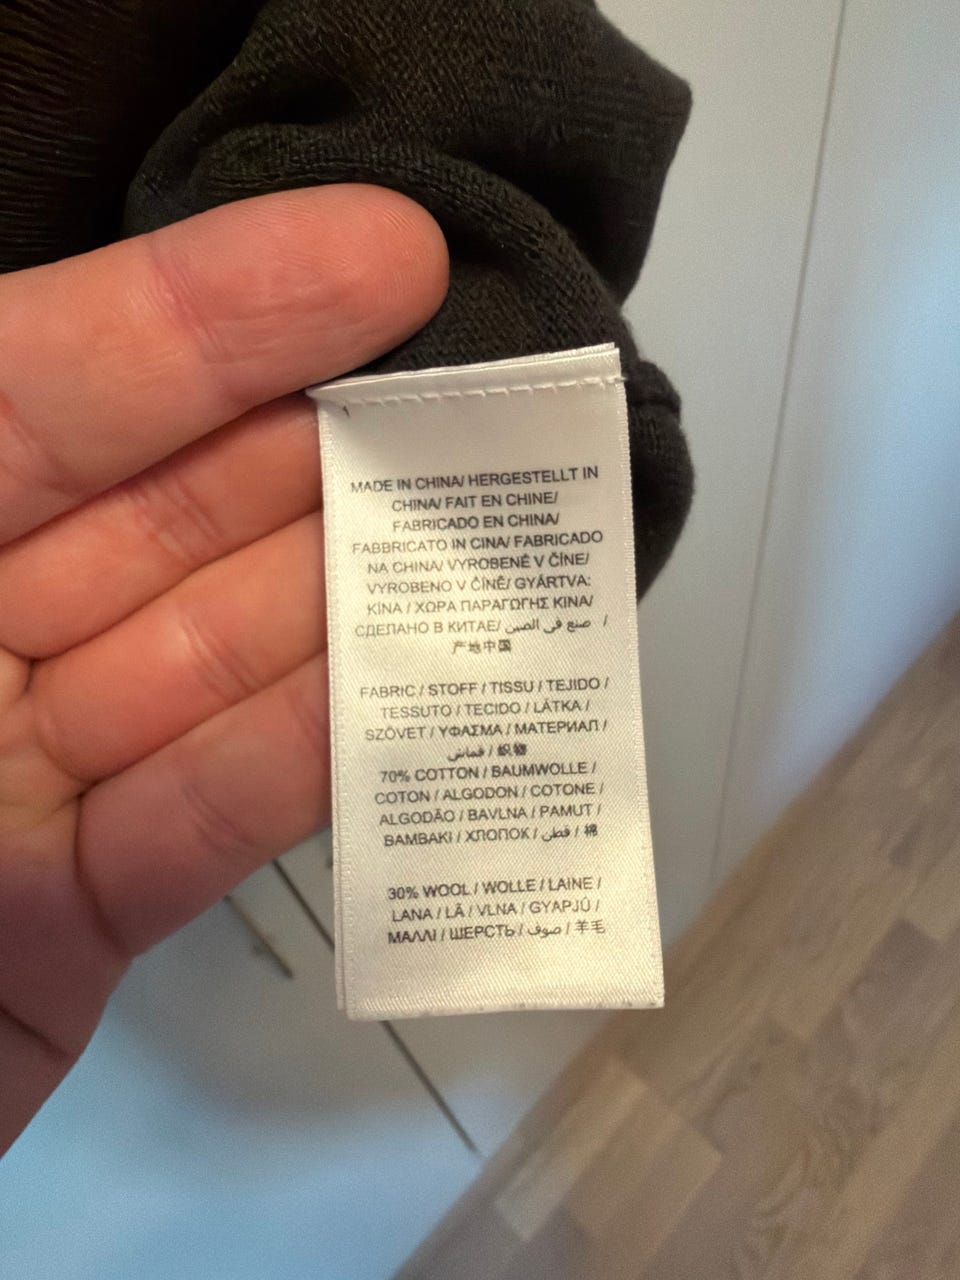 MADE IN CHINA/ HERGESTELLT IN
CHINA/ FAIT EN CHINE/
FABRICADO EN CHINA/
FABBRICATO IN CINA/ FABRICADO
NA CHINA/ VYROBENÉ V ČÍNE/
VYROBENO V ČÍNĚ/ GYÁRTVA:
KÍNA / ΧΩΡΑ ΠΑΡΑΓΩΓΗΣ ΚΙΝΑ/
СДЕЛАНО В КИТАЕ/ صنع في الصين /
产地中国
FABRIC / STOFF / TISSU / TEJIDO /
TESSUTO / TECIDO / LÁTKA /
SZÖVET / ΥΦΑΣΜΑ / МАТЕРИАЛ /
قماش / 织物
70% COTTON / BAUMWOLLE /
COTON / ALGODON / COTONE /
ALGODÃO / BAVLNA / PAMUT /
BAMBAKI / ХЛОПОК / قطن / 棉
30% WOOL / WOLLE / LAINE /
LANA / LÃ / VLNA / GYAPJÚ /
ΜΑΛΛΙ / ШЕРСТЬ / صوف / 羊毛